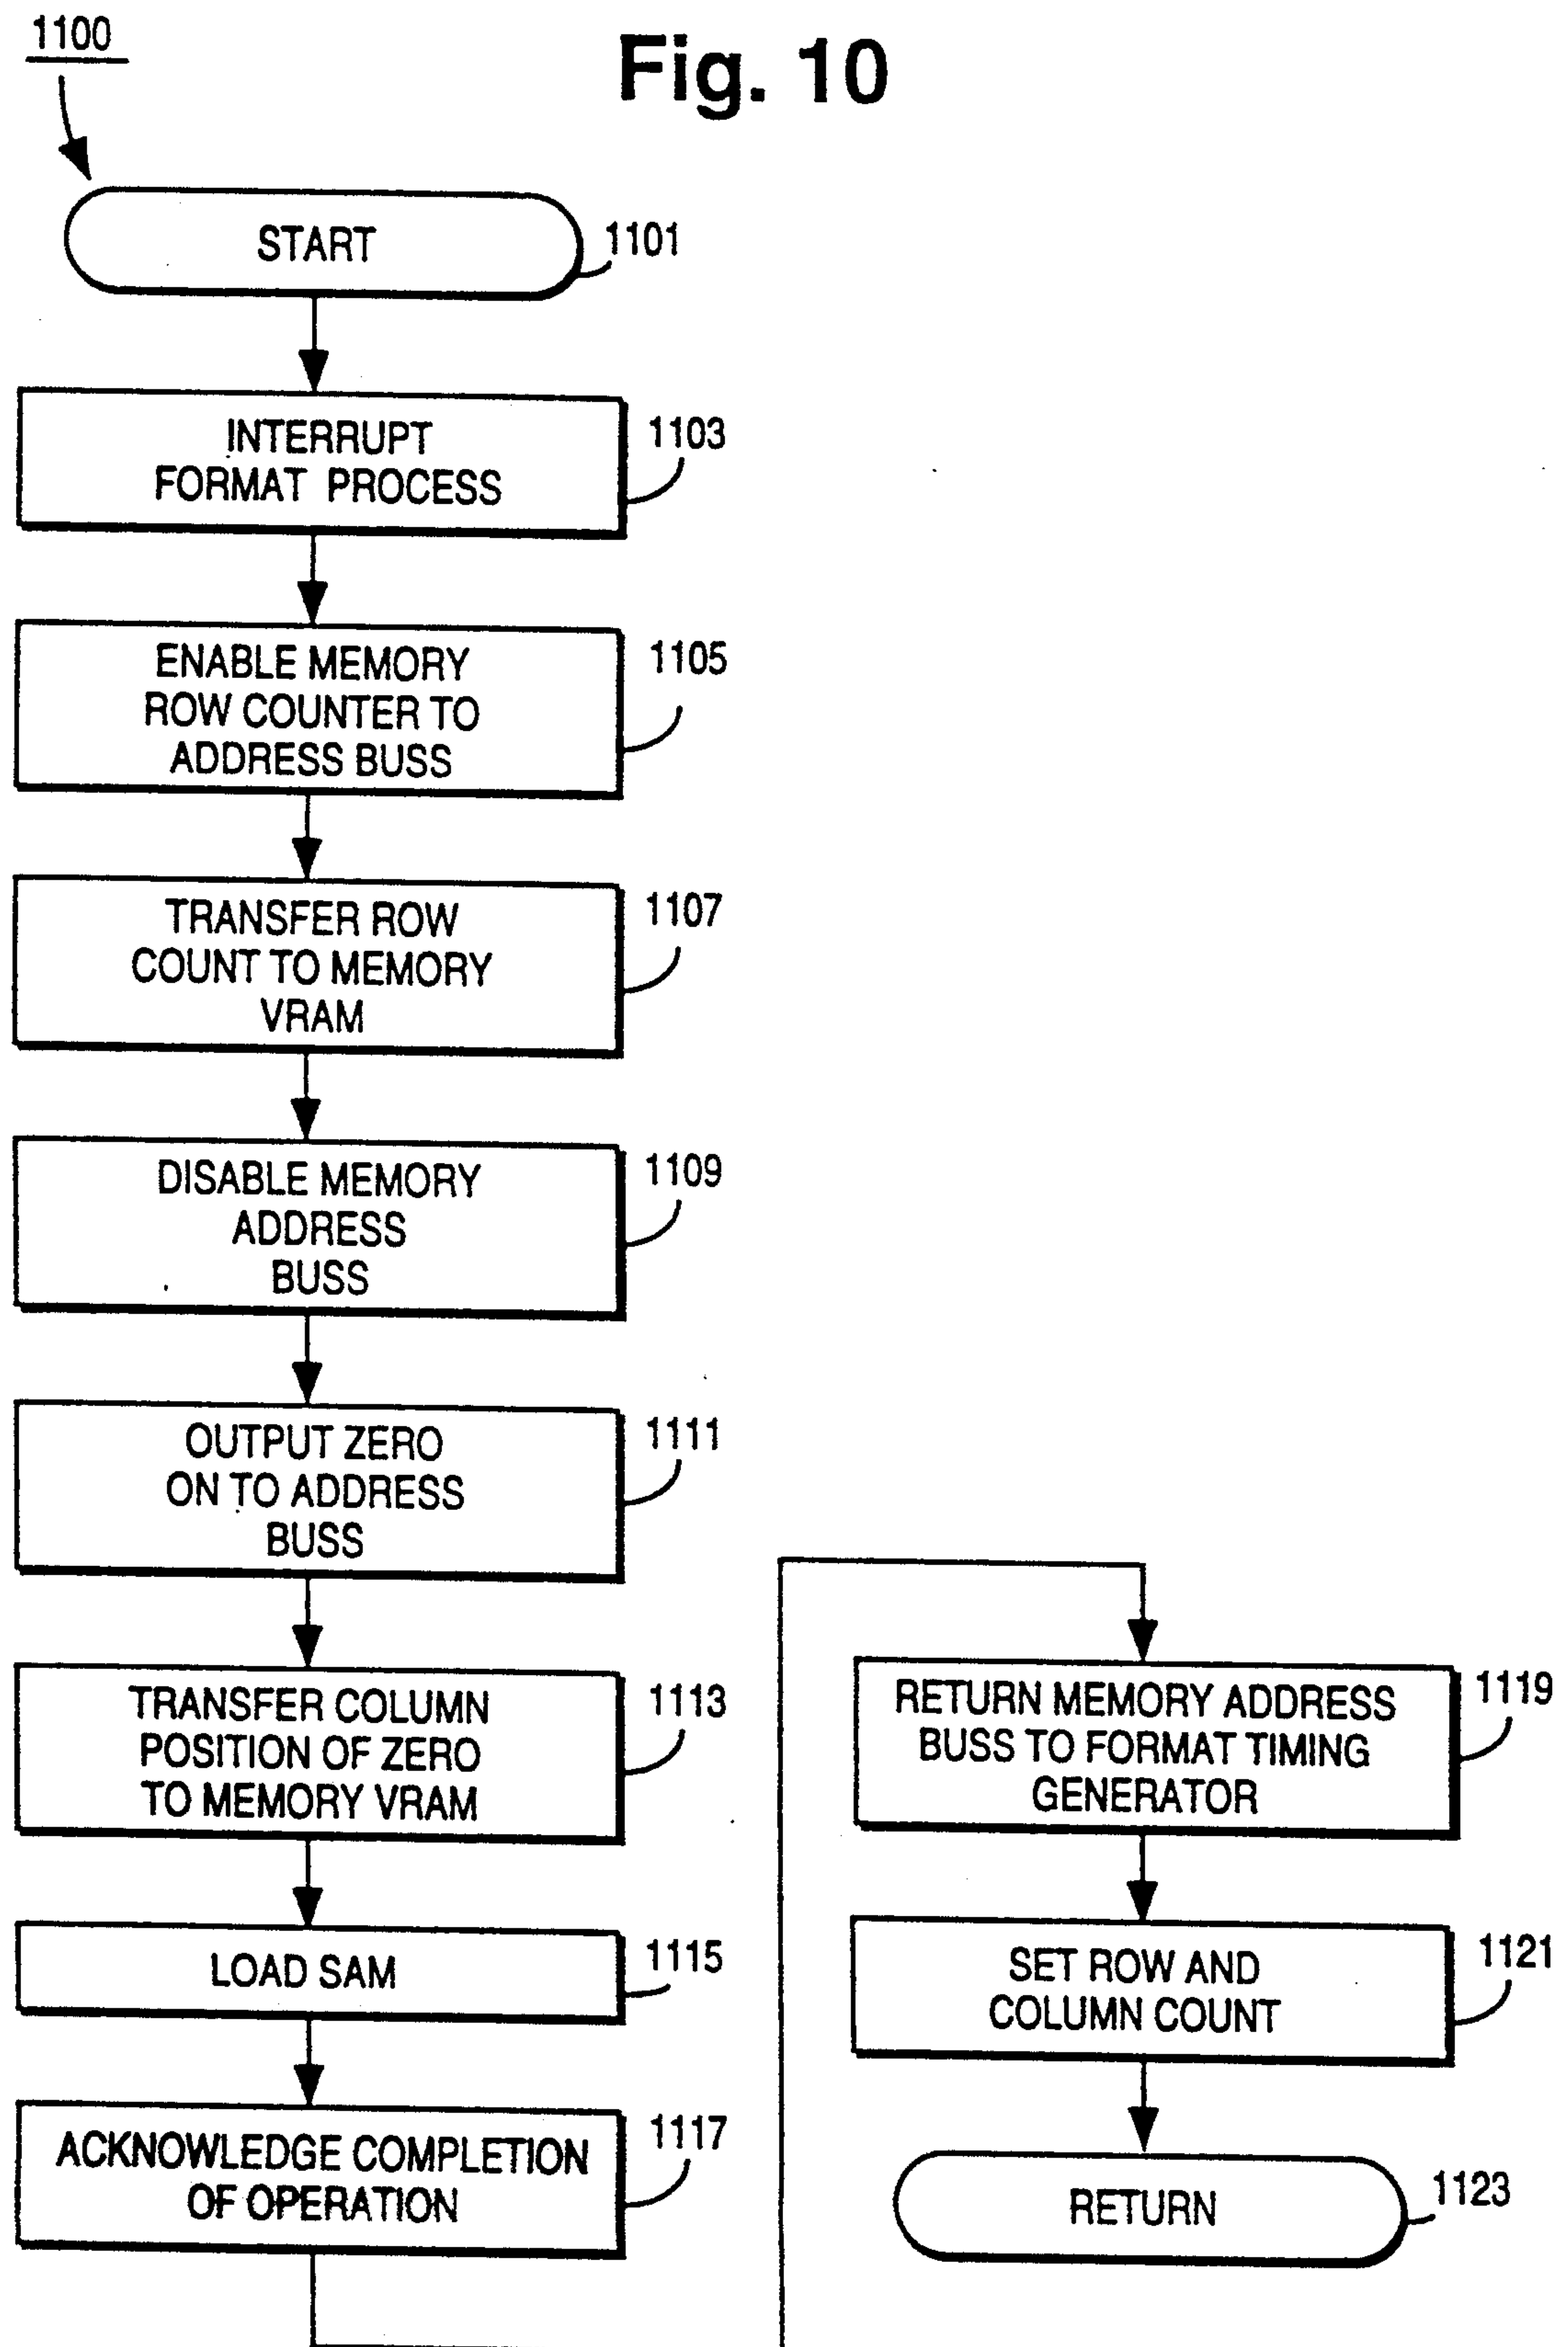 1100
Fig. 10
START
1101
INTERRUPT
FORMAT PROCESS
1103
ENABLE MEMORY
ROW COUNTER TO
ADDRESS BUSS
1105
TRANSFER ROW
COUNT TO MEMORY
VRAM
1107
DISABLE MEMORY
ADDRESS
BUSS
1109
OUTPUT ZERO
ON TO ADDRESS
BUSS
1111
TRANSFER COLUMN
POSITION OF ZERO
TO MEMORY VRAM
1113
LOAD SAM
1115
ACKNOWLEDGE COMPLETION
OF OPERATION
1117
RETURN MEMORY ADDRESS
BUSS TO FORMAT TIMING
GENERATOR
1119
SET ROW AND
COLUMN COUNT
1121
RETURN
1123